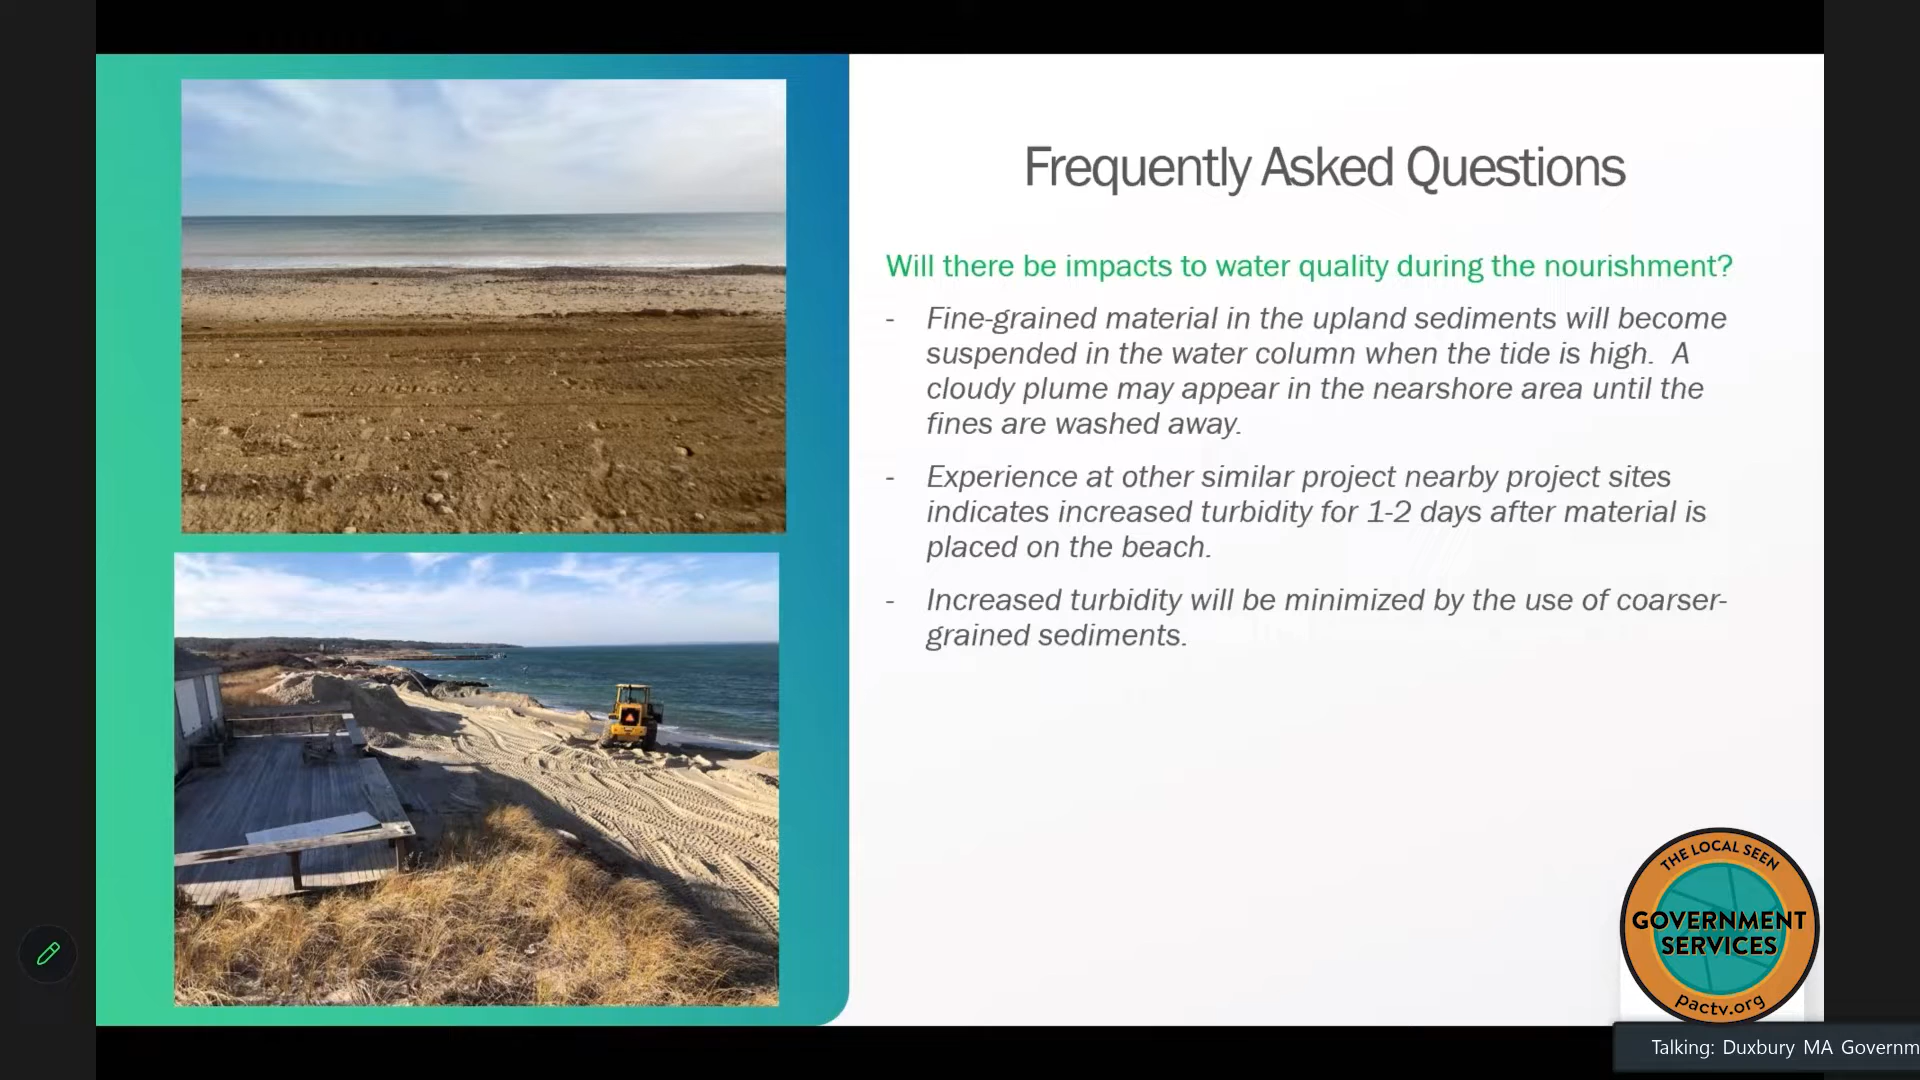 Frequently Asked Questions
Will there be impacts to water quality during the nourishment?
- Fine-grained material in the upland sediments will become
suspended in the water column when the tide is high. A
cloudy plume may appear in the nearshore area until the
fines are washed away.
- Experience at other similar project nearby project sites
indicates increased turbidity for 1-2 days after material is
placed on the beach.
- Increased turbidity will be minimized by the use of coarser-
grained sediments.
THE LOCAL SEEN
GOVERNMENT
SERVICES
pactv.org
Talking: Duxbury MA Governm